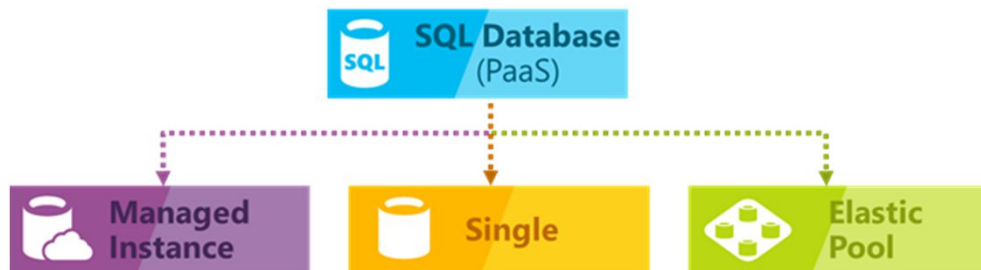 SQL
SQL Database
(PaaS)
Managed
Instance
Single
Elastic
Pool